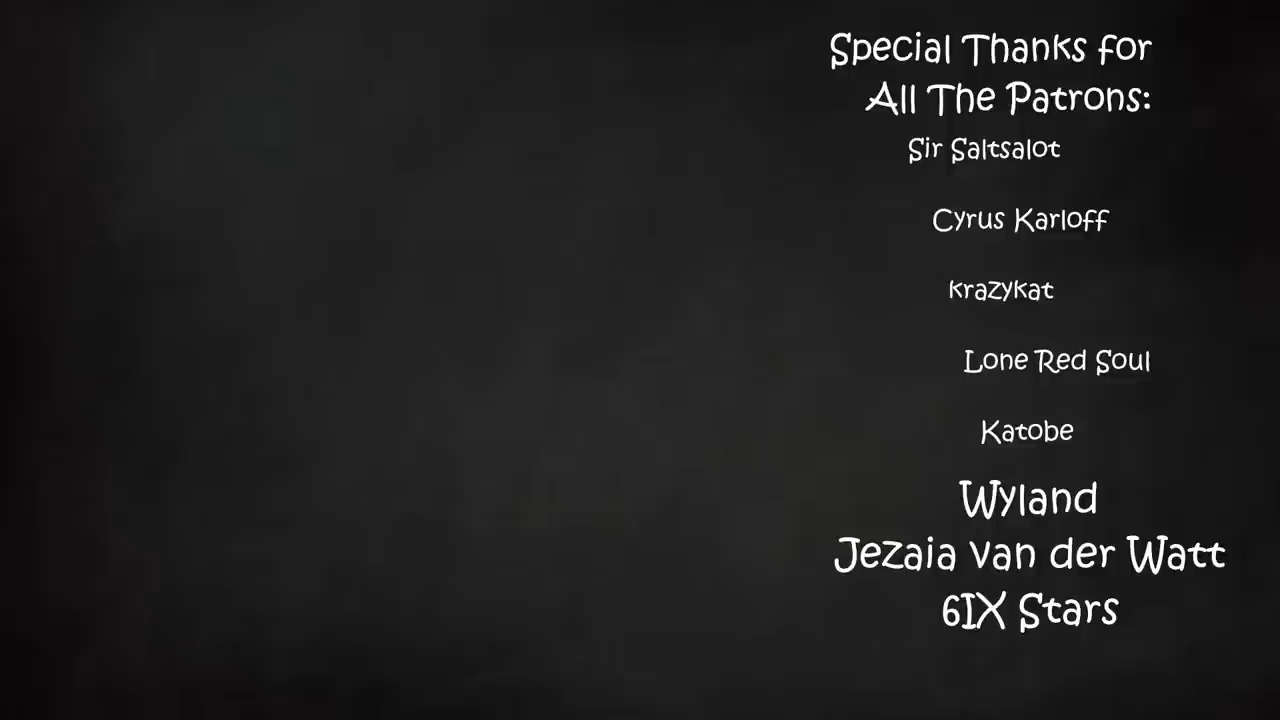 Special Thanks for
All The Patrons:
Sir Saltsalot
Cyrus Karloff
krazykat
Lone Red Soul
Katobe
Wyland
Jezaia van der Watt
6IX Stars